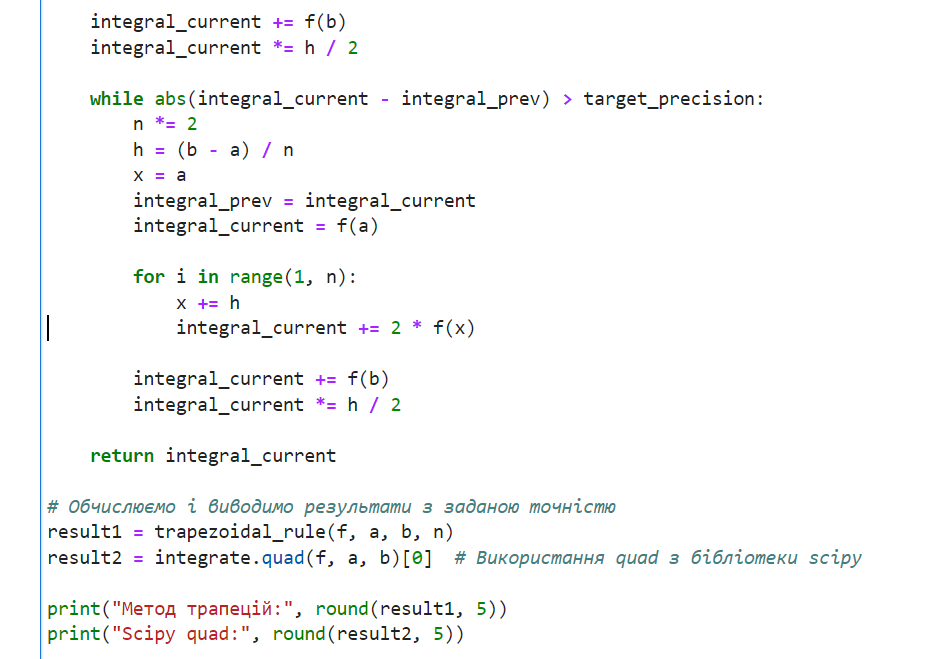 integral_current += f(b)
integral_current *= h / 2
while abs(integral_current - integral_prev) > target_precision:
n *= 2
h = (b - a) / n
x = a
integral_prev = integral_current
integral_current = f(a)
for i in range(1, n):
x += h
integral_current += 2 * f(x)
integral_current += f(b)
integral_current *= h / 2
return integral_current
# Обчислюємо і виводимо результати з заданою точністю
result1 = trapezoidal_rule(f, a, b, n)
result2 = integrate.quad(f, a, b)[0]  # Використання quad з бібліотеки scipy
print("Метод трапецій:", round(result1, 5))
print("Scipy quad:", round(result2, 5))